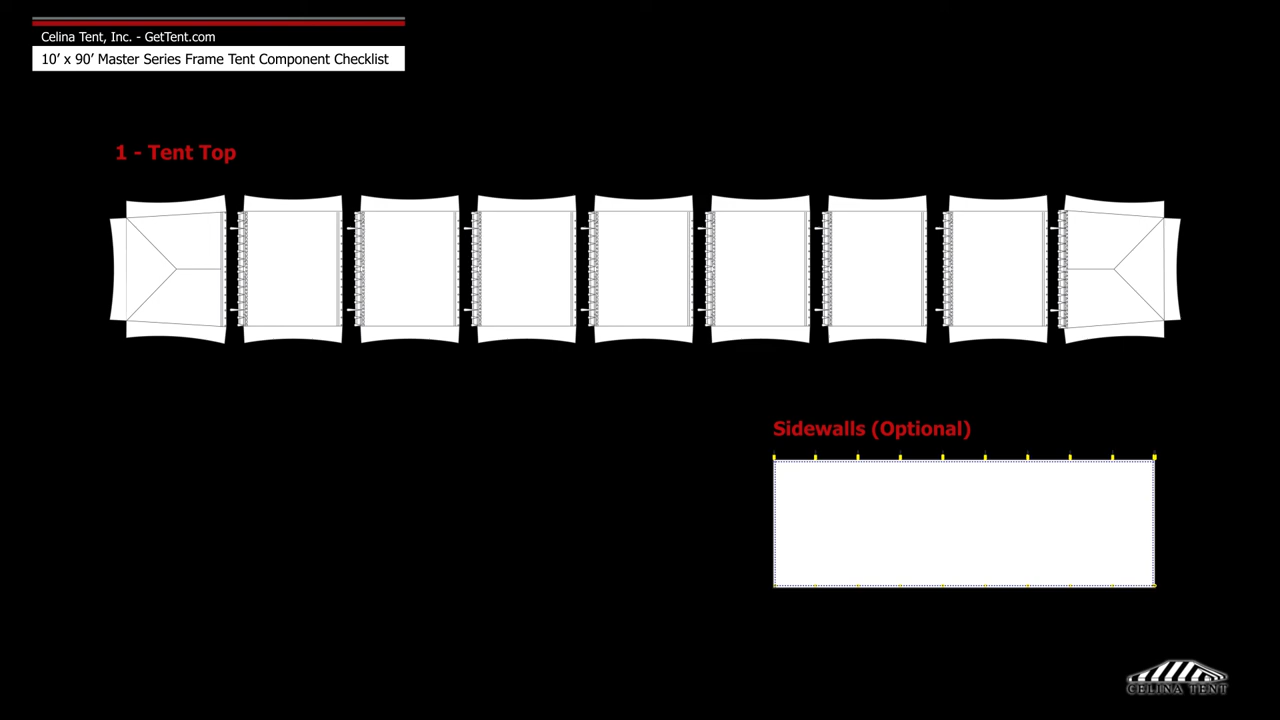 Celina Tent, Inc. - GetTent.com
10’ x 90’ Master Series Frame Tent Component Checklist
1 - Tent Top
Sidewalls (Optional)
CELINA TENT